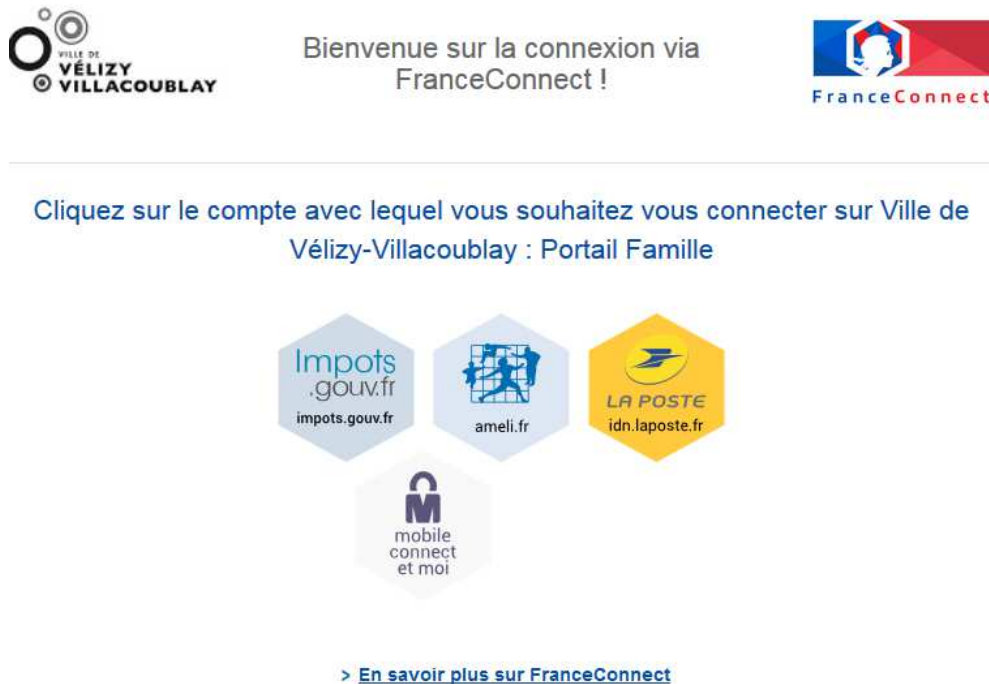 VILLE DE
VÉLIZY
VILLACOUBLAY
Bienvenue sur la connexion via
FranceConnect !
FranceConnect
Cliquez sur le compte avec lequel vous souhaitez vous connecter sur Ville de
Vélizy-Villacoublay : Portail Famille
Impots
.gouv.fr
impots.gouv.fr
ameli.fr
LA POSTE
idn.laposte.fr
M
mobile
connect
et moi
> En savoir plus sur FranceConnect